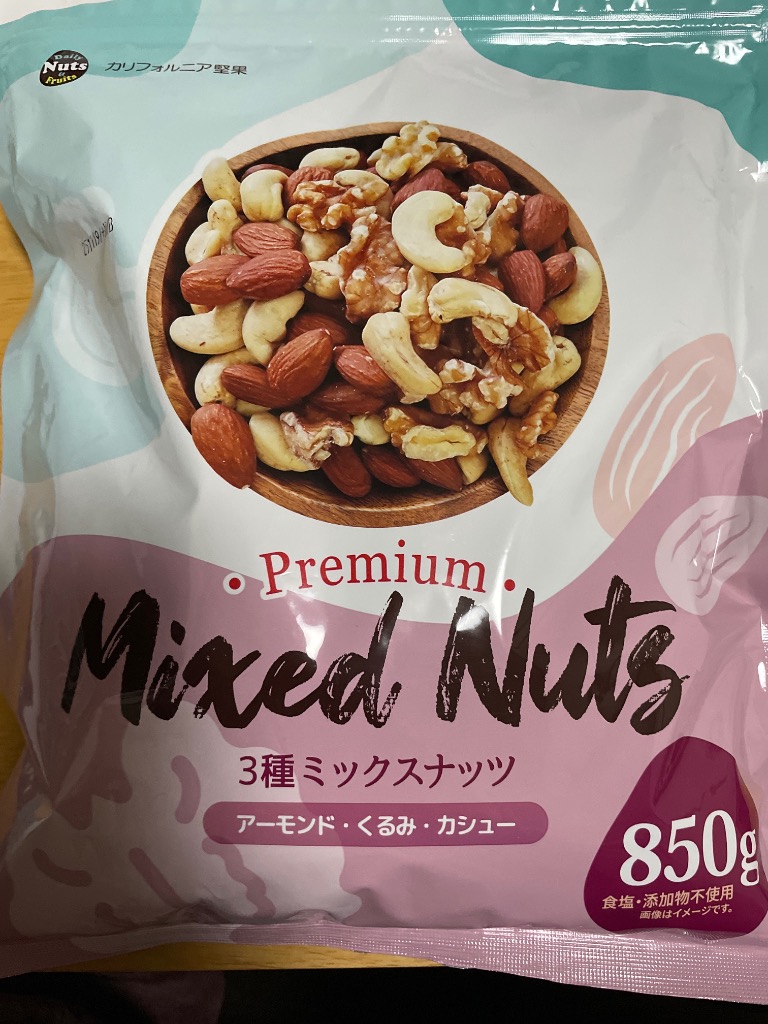 Daily
Nuts
&
Fruits
カリフォルニア堅果
• Premium •
Mixed Nuts
3種ミックスナッツ
アーモンド・くるみ・カシュー
850g
食塩・添加物不使用
画像はイメージです。